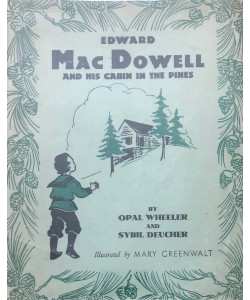 EDWARD
MAC DOWELL
AND HIS CABIN IN THE PINES
BY
OPAL WHEELER
AND
SYBIL DEUCHER
Illustrated by MARY GREENWALT